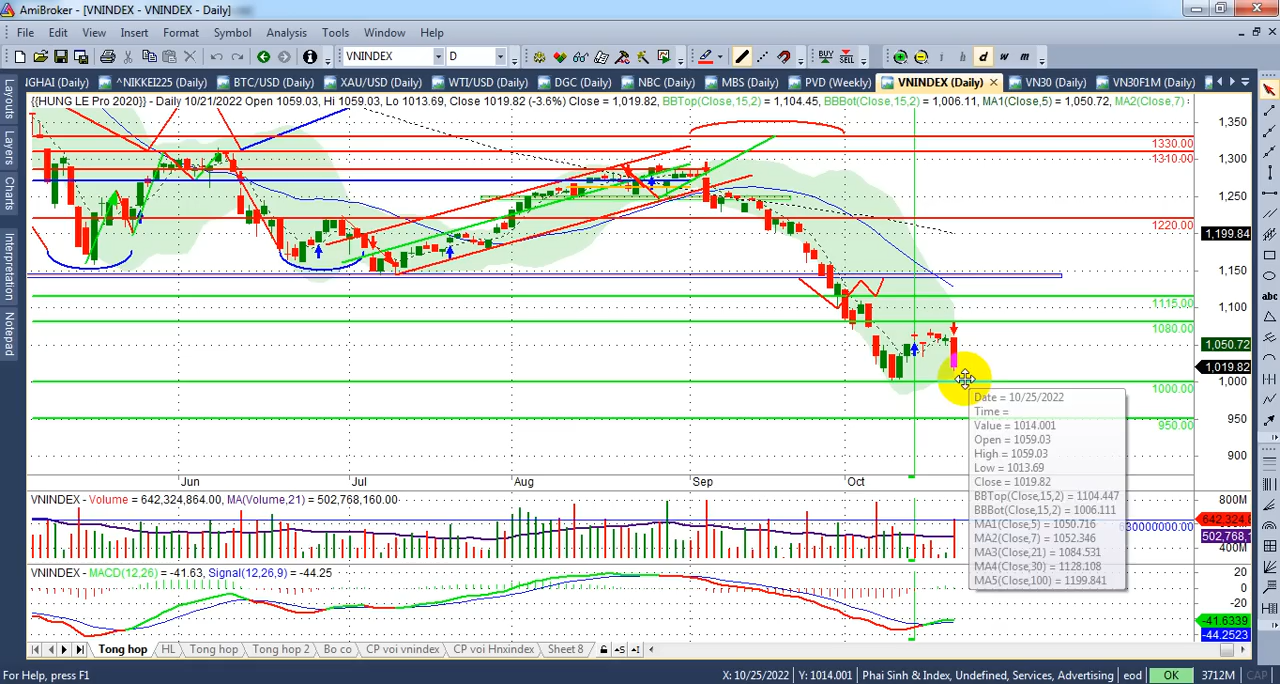 AmiBroker - [VNINDEX - VNINDEX - Daily]
File Edit View Insert Format Symbol Analysis Tools Window Help
VNINDEX D BUY SELL i h d w m
GHAI (Daily) ^NIKKEI225 (Daily) BTC/USD (Daily) XAU/USD (Daily) WTI/USD (Daily) DGC (Daily) NBC (Daily) MBS (Daily) PVD (Weekly) VNINDEX (Daily) VN30 (Daily) VN30F1M (Daily)
Layouts
Layers
Charts
Interpretation
Notepad
{{HUNG LE Pro 2020}} - Daily 10/21/2022 Open 1059.03, Hi 1059.03, Lo 1013.69, Close 1019.82 (-3.6%) Close = 1,019.82, BBTop(Close,15,2) = 1,104.45, BBBot(Close,15,2) = 1,006.11, MA1(Close,5) = 1,050.72, MA2(Close,7) =
1,350
1330.00
1,300
1310.00
1,250
1220.00
1,199.84
1,150
1,100
1115.00
1080.00
1,050.72
1,019.82
1,000
1000.00
950
950.00
900
Date = 10/25/2022
Time =
Value = 1014.001
Open = 1059.03
High = 1059.03
Low = 1013.69
Close = 1019.82
BBTop(Close,15,2) = 1104.447
BBBot(Close,15,2) = 1006.111
MA1(Close,5) = 1050.716
MA2(Close,7) = 1052.346
MA3(Close,21) = 1084.531
MA4(Close,30) = 1128.108
MA5(Close,100) = 1199.841
Jun Jul Aug Sep Oct
VNINDEX - Volume = 642,324,864.00, MA(Volume,21) = 502,768,160.00
800M
642,324,8
502,768,1
400M
VNINDEX - MACD(12,26) = -41.63, Signal(12,26,9) = -44.25
20
0
-20
-41.6339
-44.2523
Tong hop HL Tong hop Tong hop 2 Bo co CP voi vnindex CP voi Hnxindex Sheet 8
For Help, press F1 X: 10/25/2022, Y: 1014.001 Phai Sinh & Index, Undefined, Services, Advertising eod OK 3712M CAP